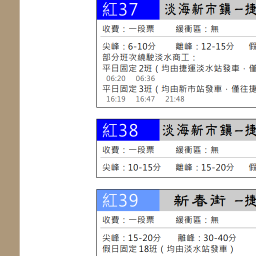 紅37 淡海新市鎮－捷
收費：一段票 緩衝區：無
尖峰：6-10分 離峰：12-15分 假
部分班次繞駛淡水商工：
平日固定2班（均由捷運淡水站發車，僅
06:20 06:36
平日固定3班（均由新市站發車，僅往捷
16:19 16:47 21:48
紅38 淡海新市鎮－捷
收費：一段票 緩衝區：無
尖峰：10-15分 離峰：15-20分 假
紅39 新春街－捷
收費：一段票 緩衝區：無
尖峰：15-20分 離峰：30-40分
假日固定18班（均由淡海站發車）